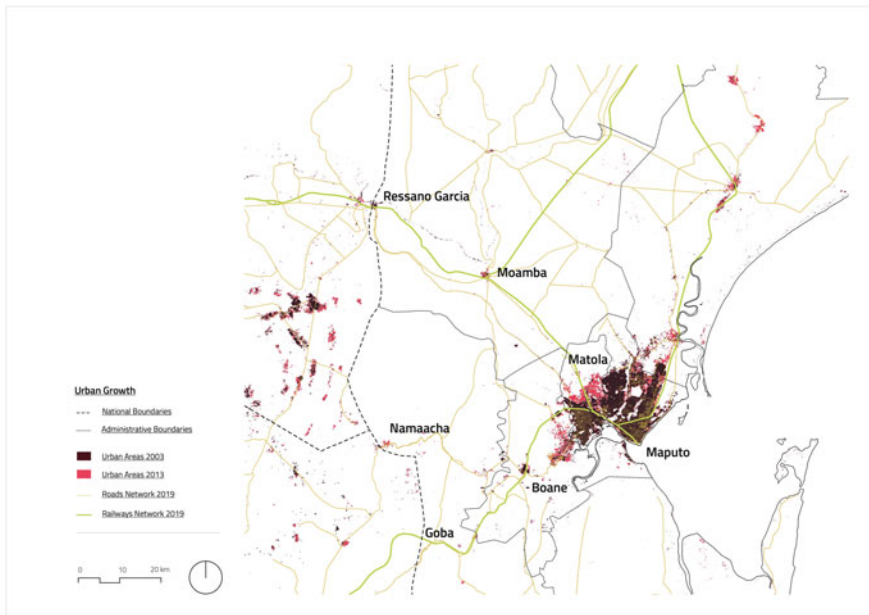 Ressano Garcia
Moamba
Matola
Namaacha
Maputo
Boane
Goba
Urban Growth
National Boundaries
Administrative Boundaries
Urban Areas 2003
Urban Areas 2013
Roads Network 2019
Railways Network 2019
0 10 20 km